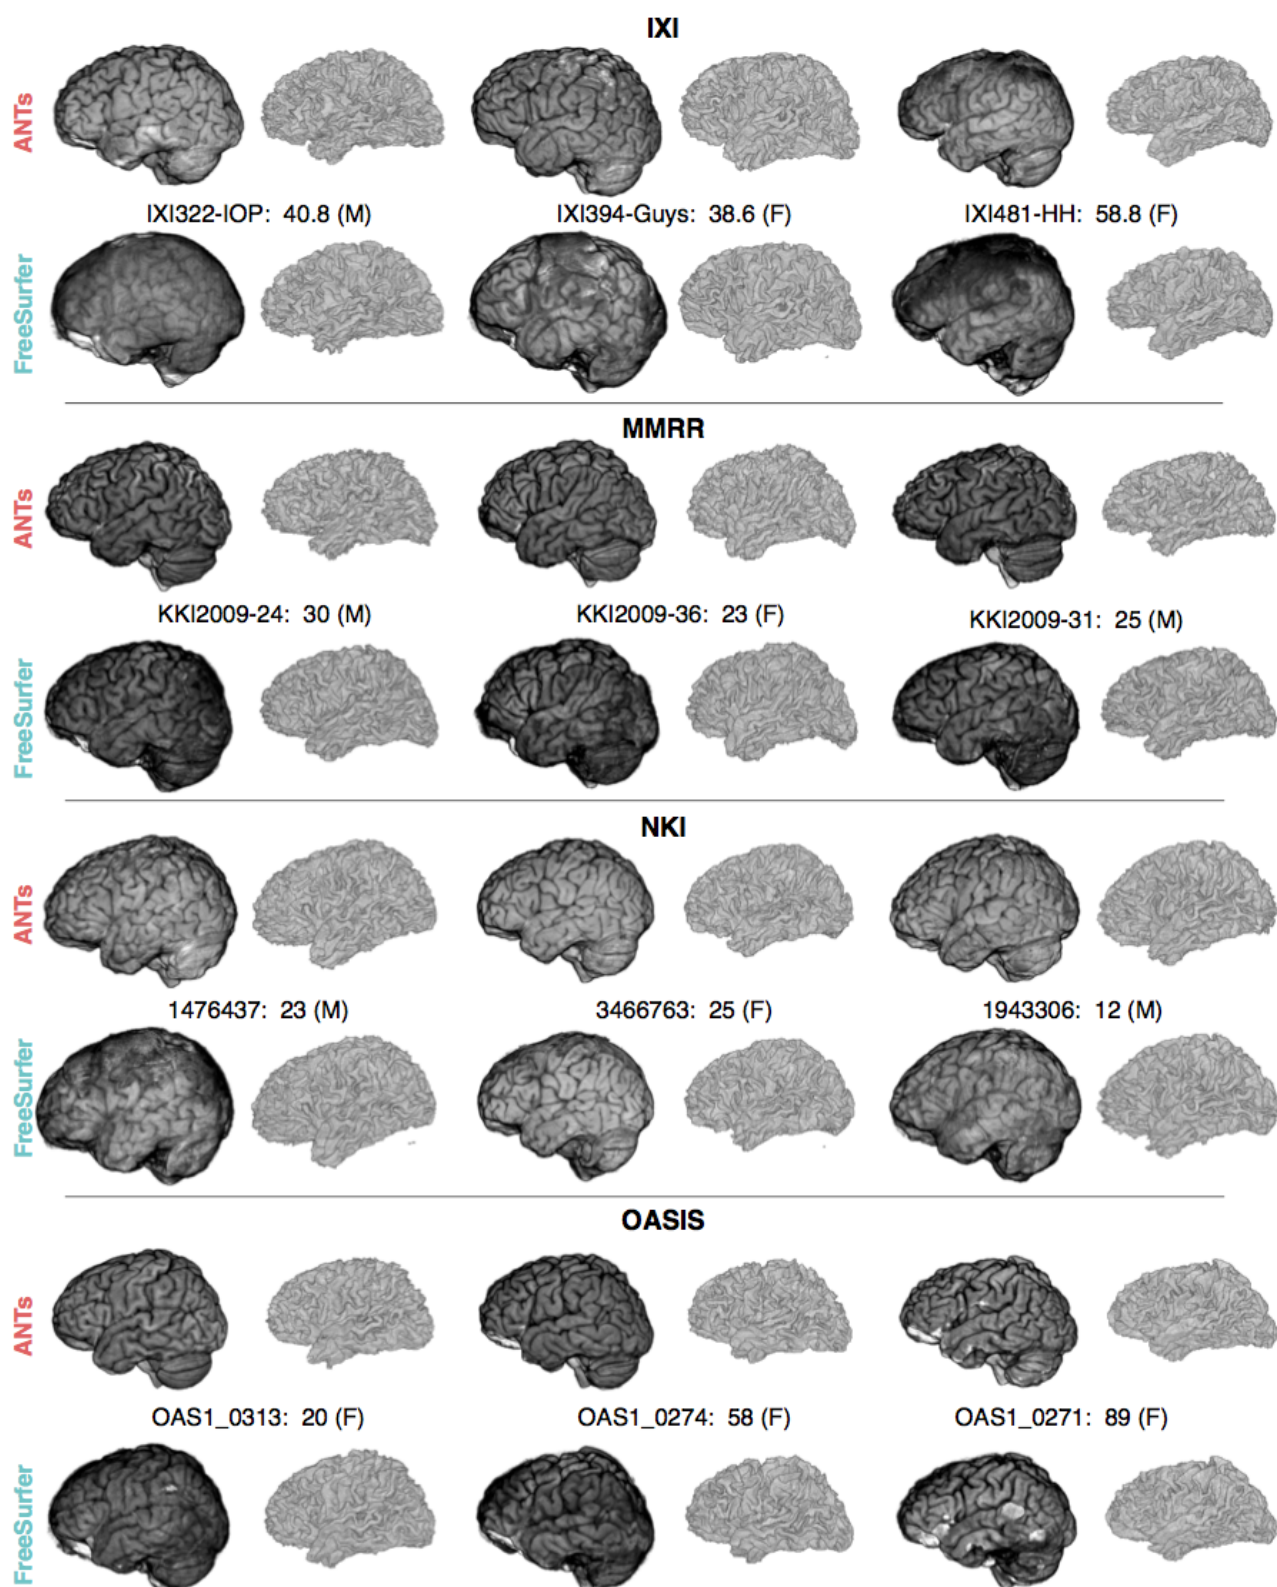 IXI
ANTs
IXI322-IOP: 40.8 (M)
IXI394-Guys: 38.6 (F)
IXI481-HH: 58.8 (F)
FreeSurfer
MMRR
ANTs
KKI2009-24: 30 (M)
KKI2009-36: 23 (F)
KKI2009-31: 25 (M)
FreeSurfer
NKI
ANTs
1476437: 23 (M)
3466763: 25 (F)
1943306: 12 (M)
FreeSurfer
OASIS
ANTs
OAS1_0313: 20 (F)
OAS1_0274: 58 (F)
OAS1_0271: 89 (F)
FreeSurfer